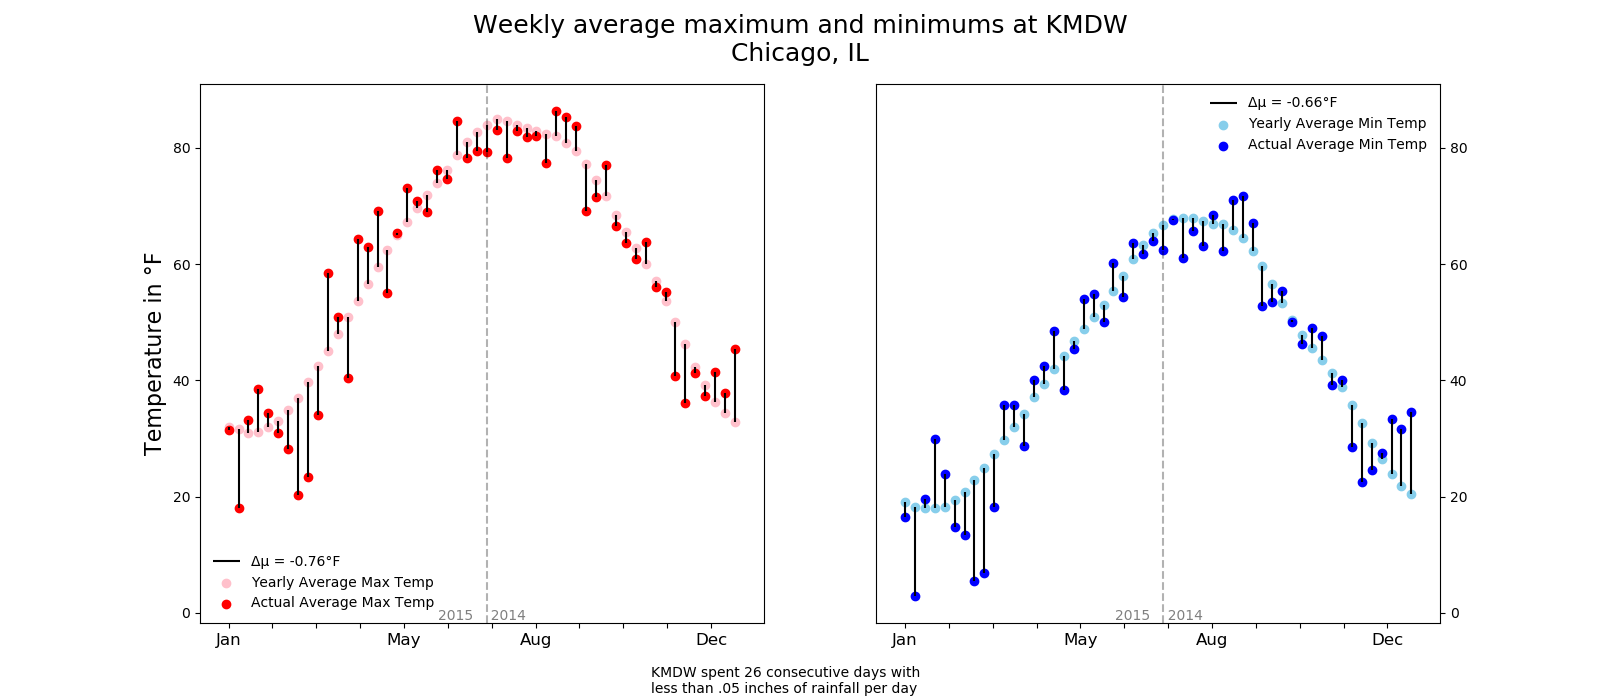 Weekly average maximum and minimums at KMDW
Chicago, IL
Temperature in °F
80
60
40
20
0
Δμ = -0.76°F
Yearly Average Max Temp
Actual Average Max Temp
2015 2014
Jan May Aug Dec
Δμ = -0.66°F
Yearly Average Min Temp
Actual Average Min Temp
80
60
40
20
0
2015 2014
Jan May Aug Dec
KMDW spent 26 consecutive days with
less than .05 inches of rainfall per day